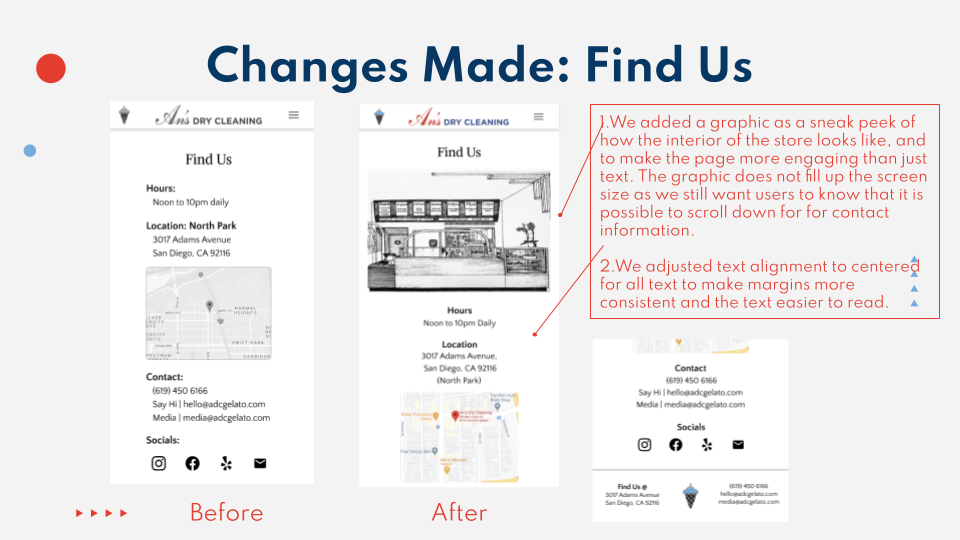 Changes Made: Find Us
An's DRY CLEANING
Find Us
Hours:
Noon to 10pm daily
Location: North Park
3017 Adams Avenue
San Diego, CA 92116
NORMAL
HEIGHTS
SWIFT PARK
Contact:
(619) 450 6166
Say Hi | hello@adcgelato.com
Media | media@adcgelato.com
Socials:
Before
An's DRY CLEANING
Find Us
Hours
Noon to 10pm Daily
Location
3017 Adams Avenue,
San Diego, CA 92116
(North Park)
After
1.We added a graphic as a sneak peek of
how the interior of the store looks like, and
to make the page more engaging than just
text. The graphic does not fill up the screen
size as we still want users to know that it is
possible to scroll down for for contact
information.
2.We adjusted text alignment to centered
for all text to make margins more
consistent and the text easier to read.
Contact
(619) 450 6166
Say Hi | hello@adcgelato.com
Media | media@adcgelato.com
Socials
Find Us @
3017 Adams Avenue
San Diego, CA 92116
(619) 450 6166
hello@adcgelato.com
media@adcgelato.com